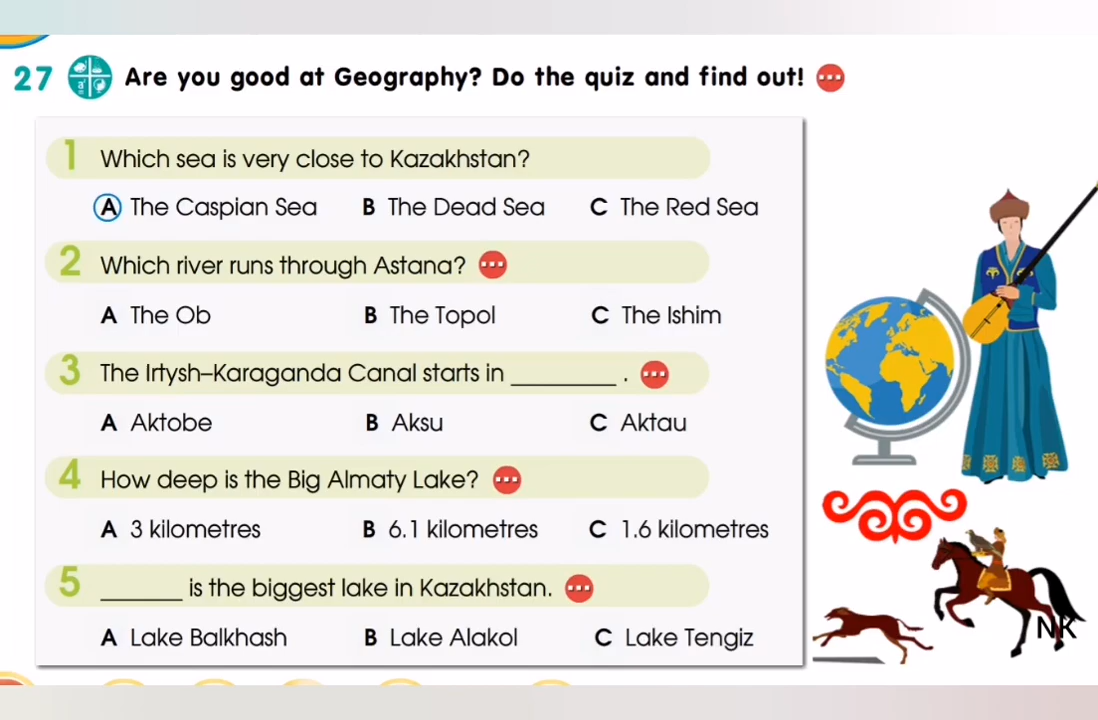 27 Are you good at Geography? Do the quiz and find out!
1 Which sea is very close to Kazakhstan?
A The Caspian Sea B The Dead Sea C The Red Sea
2 Which river runs through Astana?
A The Ob B The Topol C The Ishim
3 The Irtysh–Karaganda Canal starts in ________ .
A Aktobe B Aksu C Aktau
4 How deep is the Big Almaty Lake?
A 3 kilometres B 6.1 kilometres C 1.6 kilometres
5 ______ is the biggest lake in Kazakhstan.
A Lake Balkhash B Lake Alakol C Lake Tengiz
NK